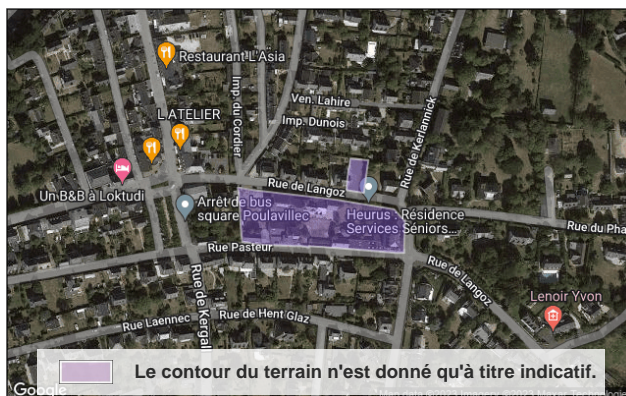 Restaurant L'Äsia
Imp. du Cordier
Ven. Lahire
L ATELIER
Imp. Dunois
Rue de Kerlannick
Un B&B à Loktudi
Rue de Langoz
Arrêt de bus
square Poulavillec
Heurus
Services
Résidence
Séniors...
Rue du Pha
Rue Pasteur
Rue de Langoz
Lenoir Yvon
Rue de Kergall
Rue Laennec
Rue de Hent Glaz
Le contour du terrain n'est donné qu'à titre indicatif.
Google